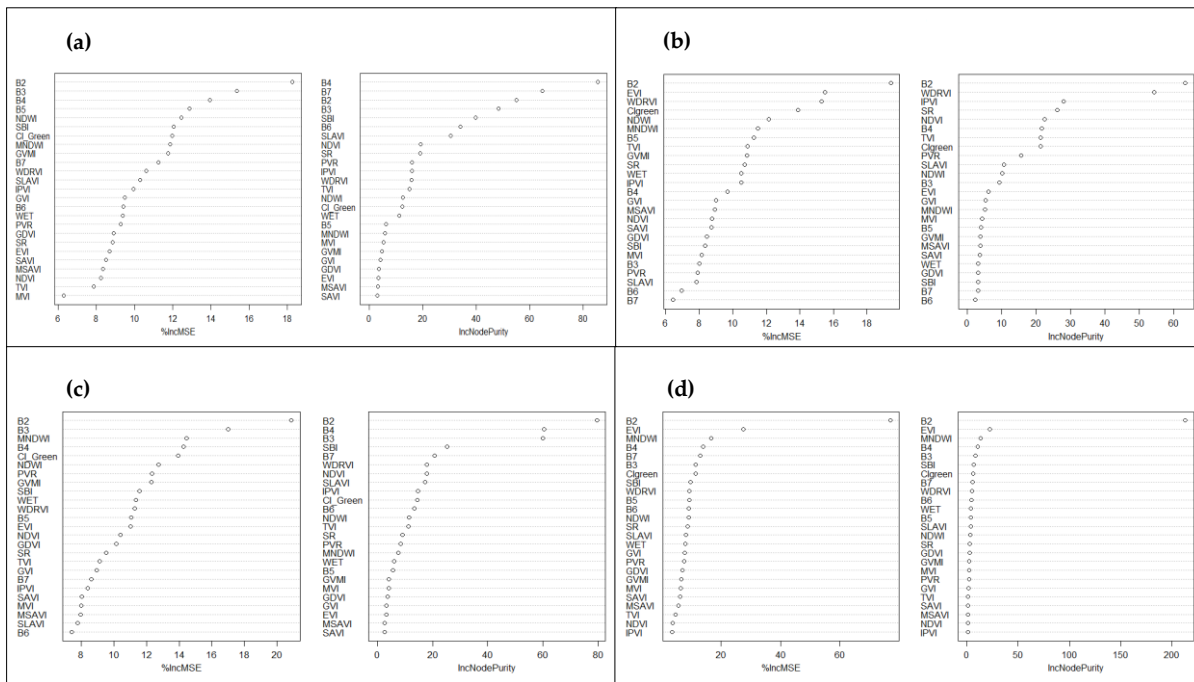 (a)
B2
B3
B4
B5
NDWI
SBI
CI_Green
MNDWI
GVMI
B7
WDRVI
SLAVI
IPVI
GVI
B6
WET
PVR
GDVI
SR
EVI
SAVI
MSAVI
NDVI
TVI
MVI
6 8 10 12 14 16 18
%IncMSE
B4
B7
B2
B3
SBI
B6
SLAVI
NDVI
SR
PVR
IPVI
WDRVI
TVI
NDWI
CI_Green
WET
B5
MNDWI
MVI
GVMI
GVI
GDVI
EVI
MSAVI
SAVI
0 20 40 60 80
IncNodePurity
(b)
B2
EVI
WDRVI
CIgreen
NDWI
MNDWI
B5
TVI
GVMI
SR
WET
IPVI
B4
GVI
MSAVI
NDVI
SAVI
GDVI
SBI
MVI
B3
PVR
SLAVI
B6
B7
6 8 10 12 14 16 18
%IncMSE
B2
WDRVI
IPVI
SR
NDVI
B4
TVI
CIgreen
PVR
SLAVI
NDWI
B3
EVI
GVI
MNDWI
MVI
B5
GVMI
MSAVI
SAVI
WET
GDVI
SBI
B7
B6
0 10 20 30 40 50 60
IncNodePurity
(c)
B2
B3
MNDWI
B4
CI_Green
NDWI
PVR
GVMI
SBI
WET
WDRVI
B5
EVI
NDVI
GDVI
SR
TVI
GVI
B7
IPVI
SAVI
MVI
MSAVI
SLAVI
B6
8 10 12 14 16 18 20
%IncMSE
B2
B4
B3
SBI
B7
WDRVI
NDVI
SLAVI
IPVI
CI_Green
B6
NDWI
TVI
SR
PVR
MNDWI
WET
B5
GVMI
MVI
GDVI
GVI
EVI
MSAVI
SAVI
0 20 40 60 80
IncNodePurity
(d)
B2
EVI
MNDWI
B4
B7
B3
CIgreen
SBI
WDRVI
B5
B6
NDWI
SR
SLAVI
WET
GVI
PVR
GDVI
GVMI
MVI
SAVI
MSAVI
TVI
NDVI
IPVI
20 40 60
%IncMSE
B2
EVI
MNDWI
B4
B3
SBI
CIgreen
B7
WDRVI
B6
WET
B5
SLAVI
NDWI
SR
GDVI
GVMI
MVI
PVR
GVI
TVI
SAVI
MSAVI
NDVI
IPVI
0 50 100 150 200
IncNodePurity